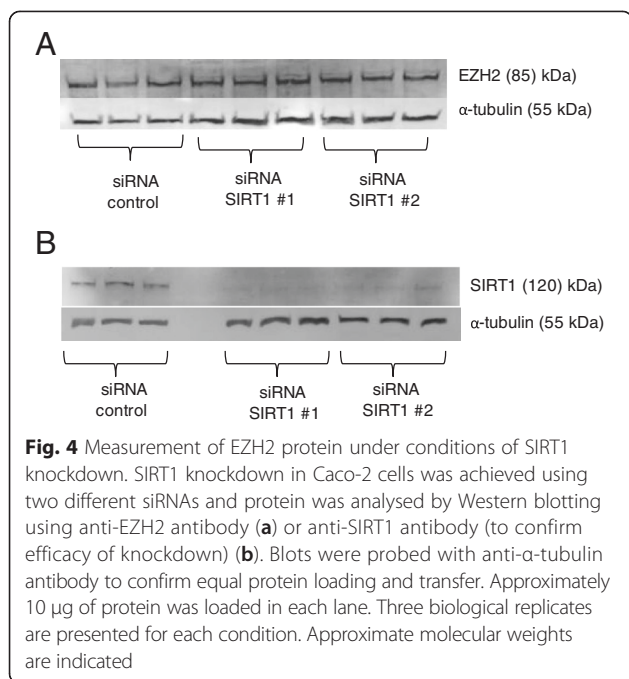 A
EZH2 (85) kDa
α-tubulin (55 kDa)
siRNA control
siRNA SIRT1 #1
siRNA SIRT1 #2
B
SIRT1 (120) kDa
α-tubulin (55 kDa)
siRNA control
siRNA SIRT1 #1
siRNA SIRT1 #2
Fig. 4 Measurement of EZH2 protein under conditions of SIRT1
knockdown. SIRT1 knockdown in Caco-2 cells was achieved using
two different siRNAs and protein was analysed by Western blotting
using anti-EZH2 antibody (a) or anti-SIRT1 antibody (to confirm
efficacy of knockdown) (b). Blots were probed with anti-α-tubulin
antibody to confirm equal protein loading and transfer. Approximately
10 μg of protein was loaded in each lane. Three biological replicates
are presented for each condition. Approximate molecular weights
are indicated